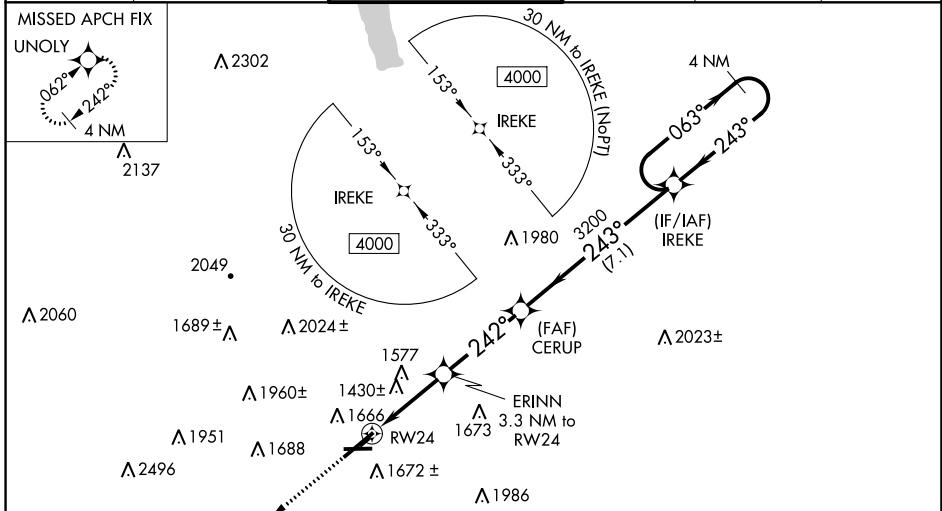 MISSED APCH FIX
UNOLY
062°
242°
4 NM
2302
2137
30 NM to IREKE (NoPT)
4000
153°
IREKE
333°
153°
IREKE
333°
4000
30 NM to IREKE
4 NM
063°
243°
(IF/IAF)
IREKE
3200
243°
(7.1)
1980
2049
2060
1689 ±
2024 ±
(FAF)
CERUP
2023±
242°
1577
1430±
1960±
ERINN
3.3 NM to
RW24
1666
1673
RW24
1951
1688
2496
1672 ±
1986